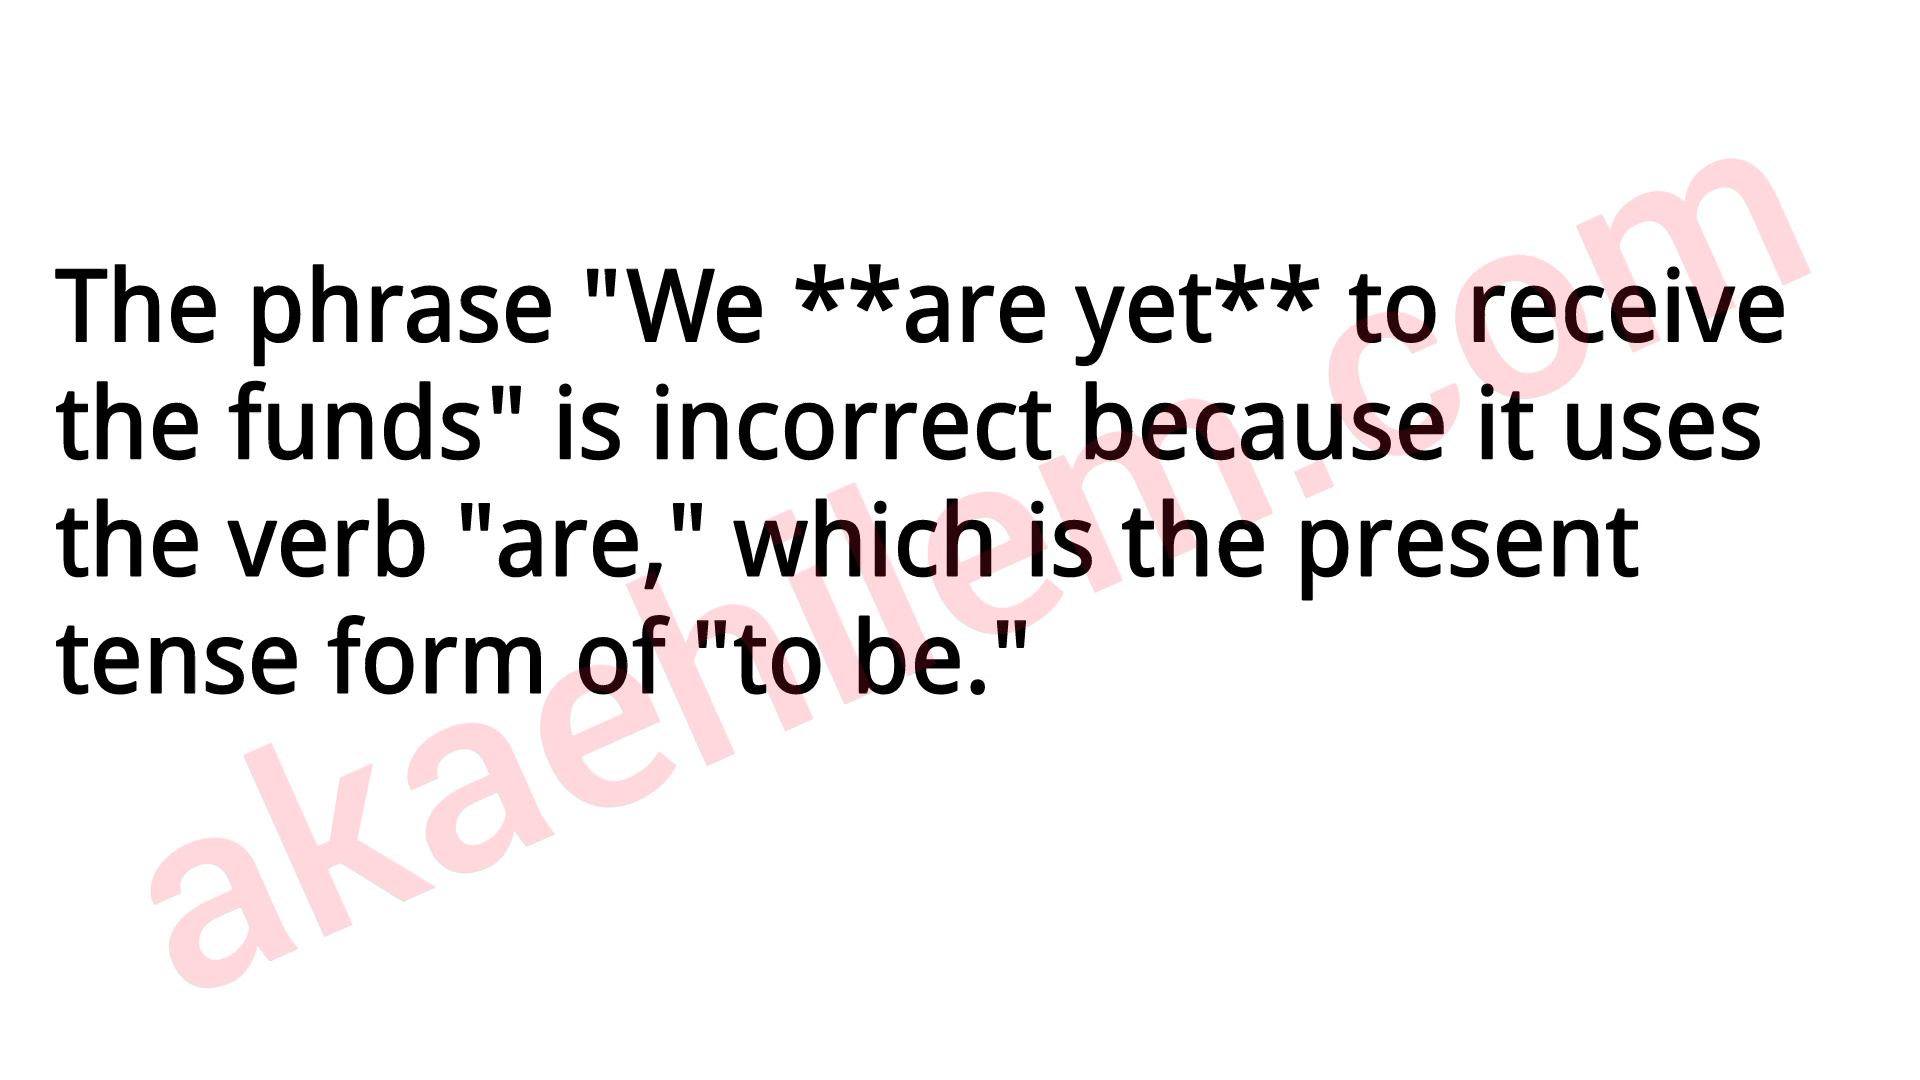 The phrase "We **are yet** to receive
the funds" is incorrect because it uses
the verb "are," which is the present
tense form of "to be."
akaehilem.com